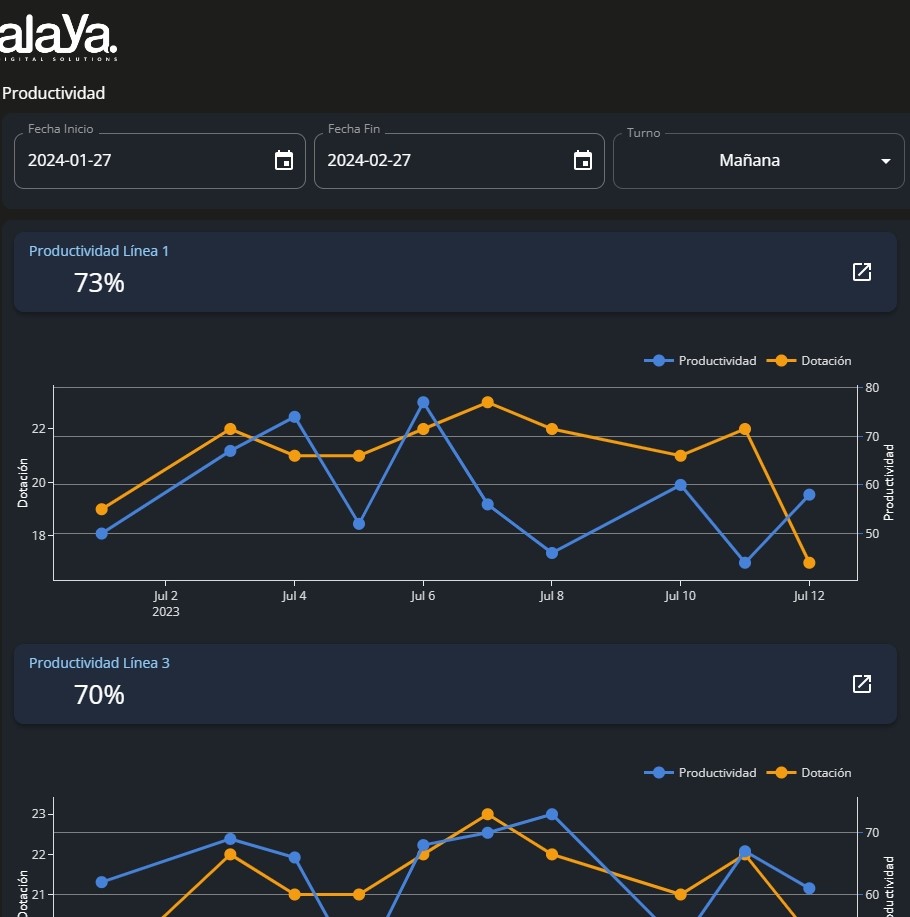 alaYa.
DIGITAL SOLUTIONS
Productividad
Fecha Inicio
2024-01-27
Fecha Fin
2024-02-27
Turno
Mañana
Productividad Línea 1
73%
Productividad
Dotación
22
20
18
Dotación
80
70
60
50
Productividad
Jul 2
2023
Jul 4
Jul 6
Jul 8
Jul 10
Jul 12
Productividad Línea 3
70%
Productividad
Dotación
23
22
21
Dotación
70
60
oductividad